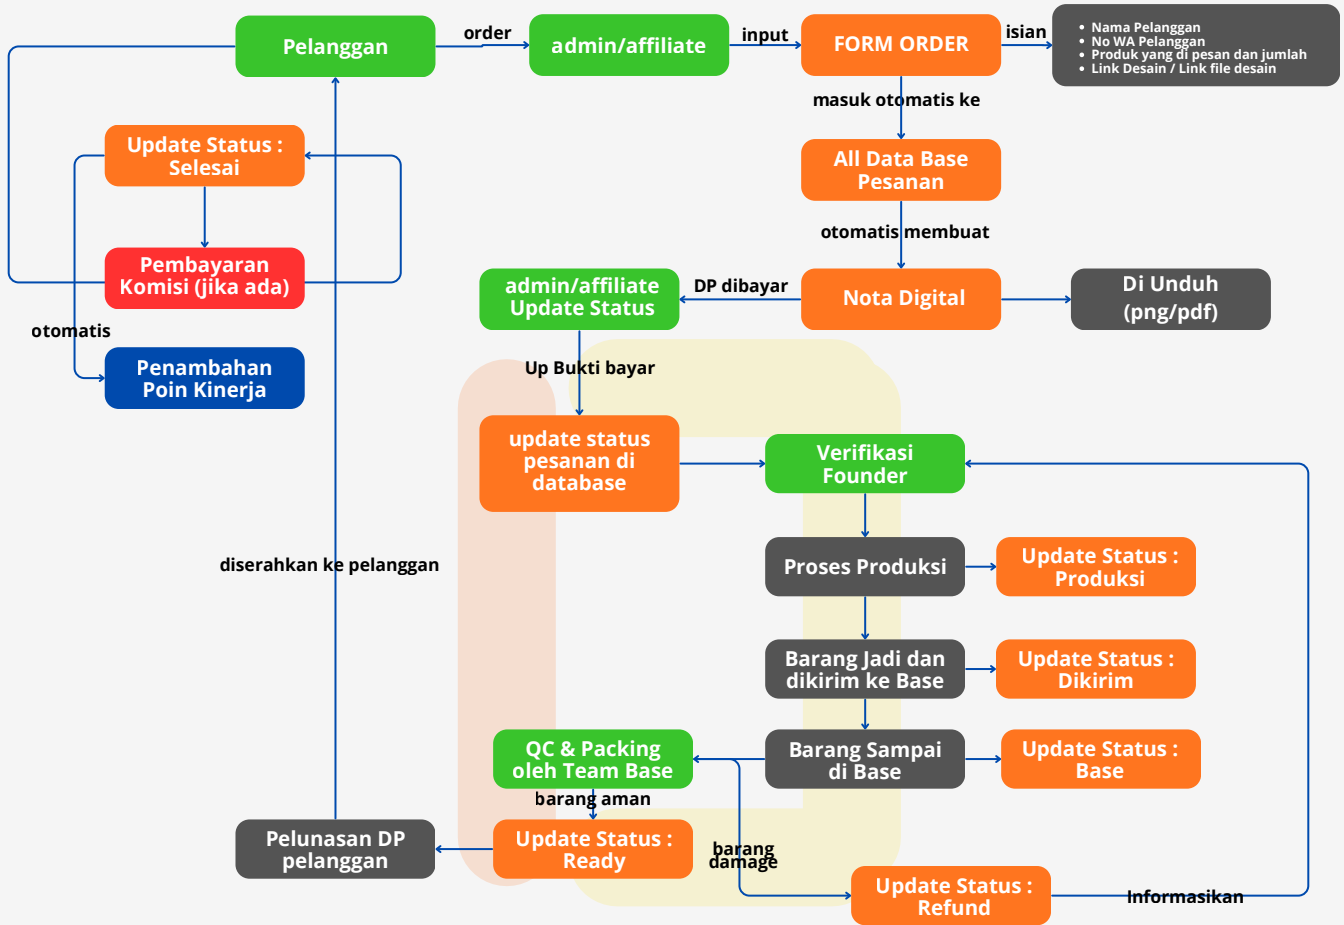 Pelanggan
order
admin/affiliate
input
FORM ORDER
isian
Nama Pelanggan
No WA Pelanggan
Produk yang di pesan dan jumlah
Link Desain / Link file desain
masuk otomatis ke
Update Status :
Selesai
All Data Base
Pesanan
otomatis membuat
Pembayaran
Komisi (jika ada)
admin/affiliate
Update Status
DP dibayar
Nota Digital
Di Unduh
(png/pdf)
otomatis
Penambahan
Poin Kinerja
Up Bukti bayar
update status
pesanan di
database
Verifikasi
Founder
diserahkan ke pelanggan
Proses Produksi
Update Status :
Produksi
Barang Jadi dan
dikirim ke Base
Update Status :
Dikirim
QC & Packing
oleh Team Base
Barang Sampai
di Base
Update Status :
Base
barang aman
Pelunasan DP
pelanggan
Update Status :
Ready
barang
damage
Update Status :
Refund
Informasikan